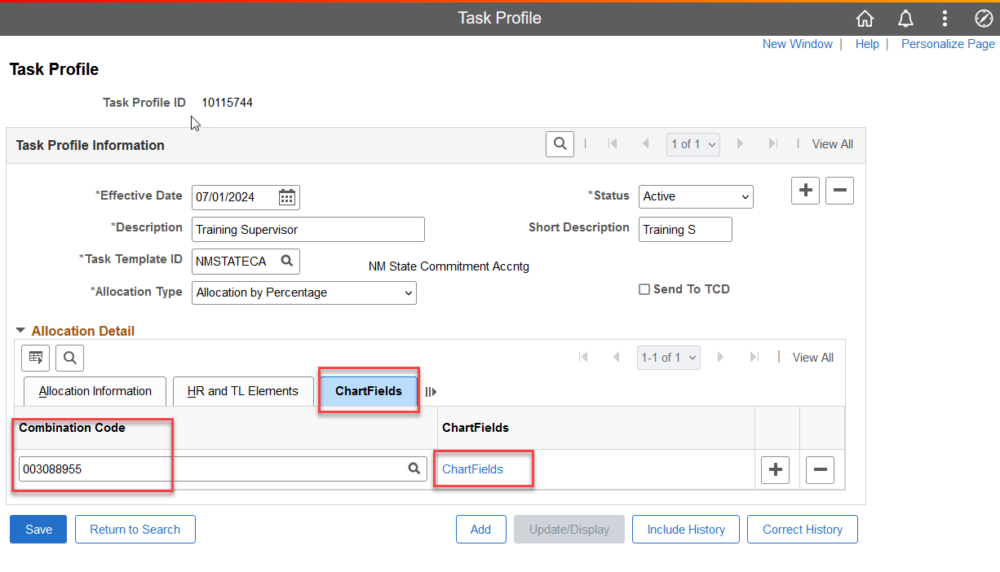 Task Profile
New Window | Help | Personalize Page
Task Profile
Task Profile ID 10115744
Task Profile Information
1 of 1
View All
*Effective Date 07/01/2024
*Status Active
*Description Training Supervisor
Short Description Training S
*Task Template ID NMSTATECA
NM State Commitment Accntg
*Allocation Type Allocation by Percentage
Send To TCD
Allocation Detail
1-1 of 1
View All
Allocation Information
HR and TL Elements
ChartFields
Combination Code
ChartFields
003088955
ChartFields
Save
Return to Search
Add
Update/Display
Include History
Correct History